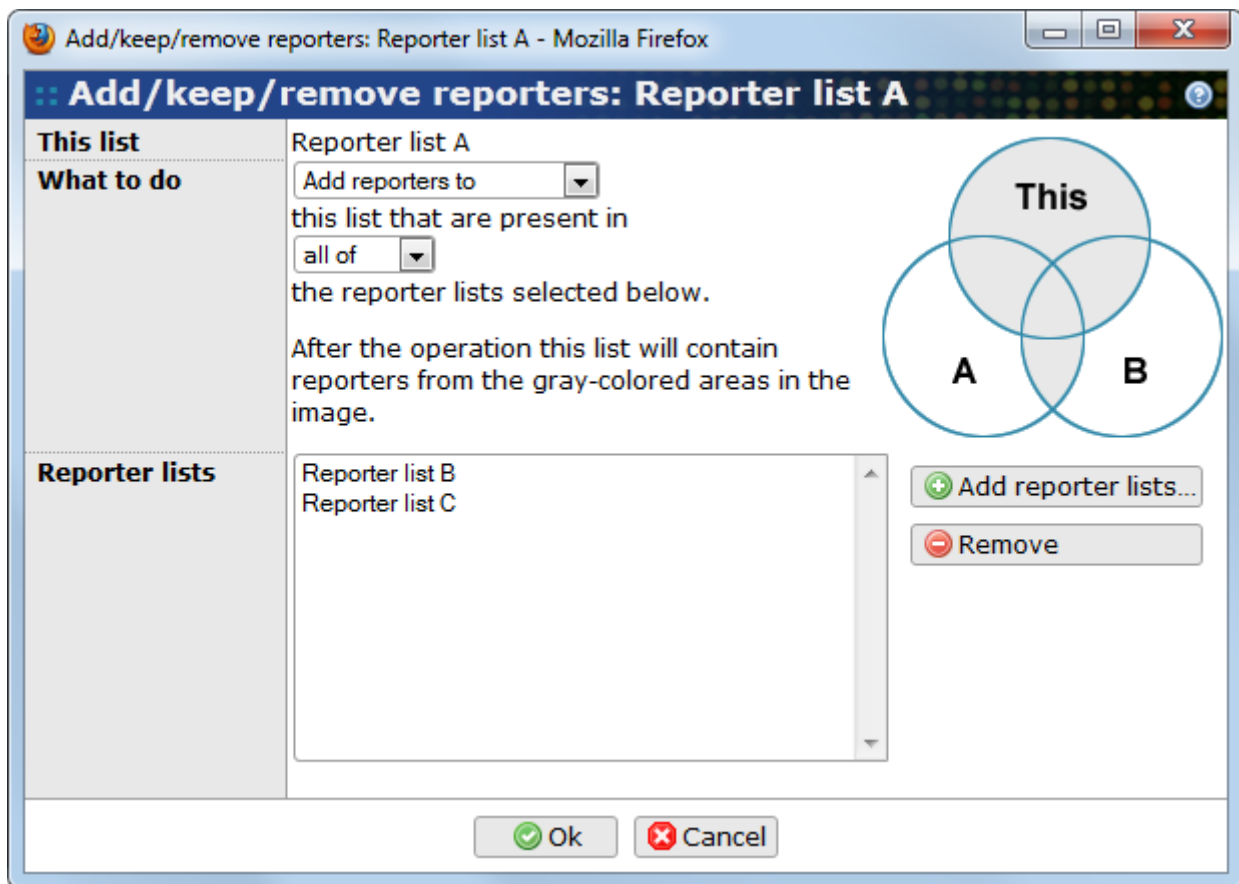 Add/keep/remove reporters: Reporter list A - Mozilla Firefox
:: Add/keep/remove reporters: Reporter list A
This list
Reporter list A
What to do
Add reporters to
this list that are present in
all of
the reporter lists selected below.
After the operation this list will contain
reporters from the gray-colored areas in the
image.
This
A
B
Reporter lists
Reporter list B
Reporter list C
Add reporter lists...
Remove
Ok
Cancel